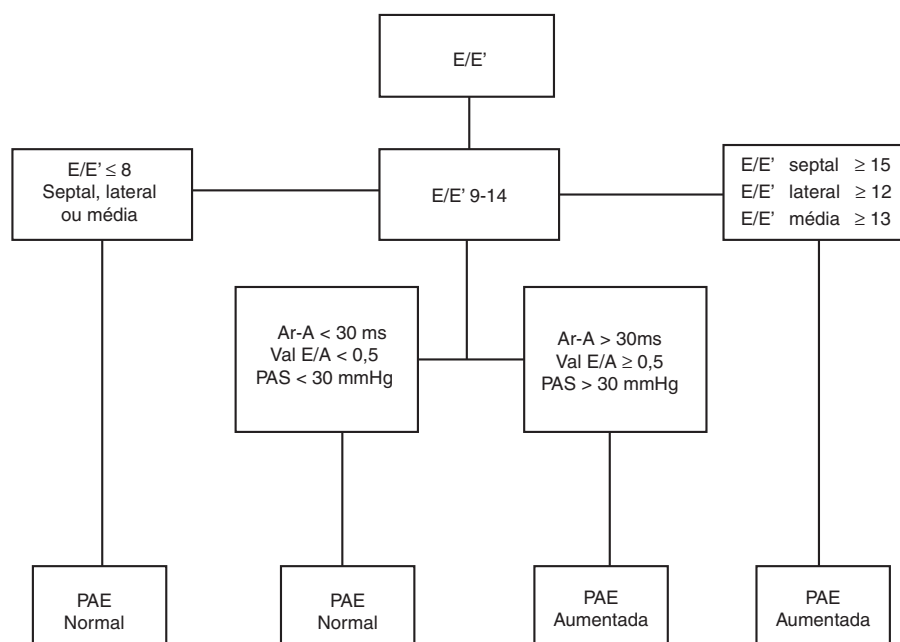 E/E'
E/E' ≤ 8
Septal, lateral
ou média
E/E' 9-14
E/E' septal ≥ 15
E/E' lateral ≥ 12
E/E' média ≥ 13
Ar-A < 30 ms
Val E/A < 0,5
PAS < 30 mmHg
Ar-A > 30ms
Val E/A ≥ 0,5
PAS > 30 mmHg
PAE
Normal
PAE
Normal
PAE
Aumentada
PAE
Aumentada